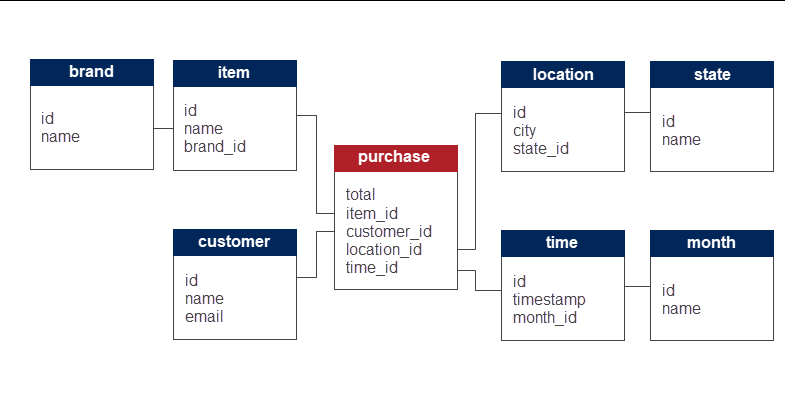 brand
id
name
item
id
name
brand_id
customer
id
name
email
purchase
total
item_id
customer_id
location_id
time_id
location
id
city
state_id
state
id
name
time
id
timestamp
month_id
month
id
name